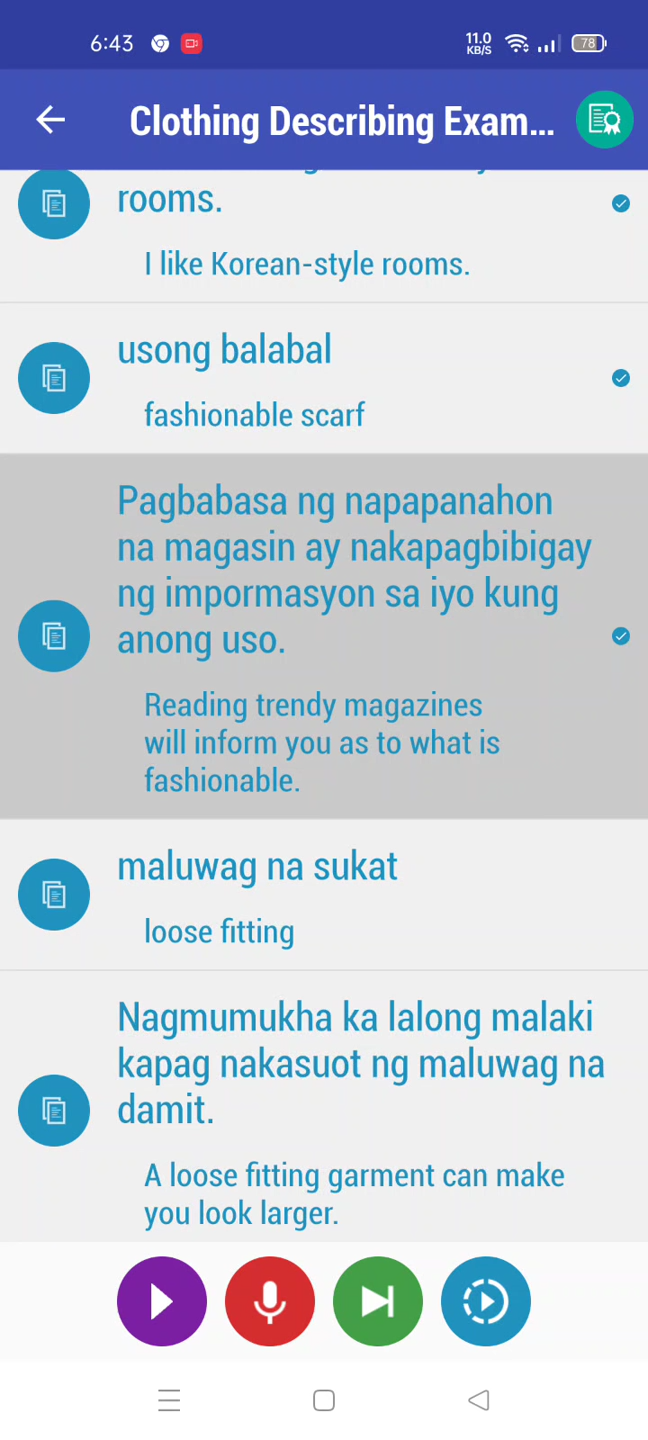 6:43
11.0
KB/S
78
Clothing Describing Exam...
rooms.
I like Korean-style rooms.
usong balabal
fashionable scarf
Pagbabasa ng napapanahon
na magasin ay nakapagbibigay
ng impormasyon sa iyo kung
anong uso.
Reading trendy magazines
will inform you as to what is
fashionable.
maluwag na sukat
loose fitting
Nagmumukha ka lalong malaki
kapag nakasuot ng maluwag na
damit.
A loose fitting garment can make
you look larger.